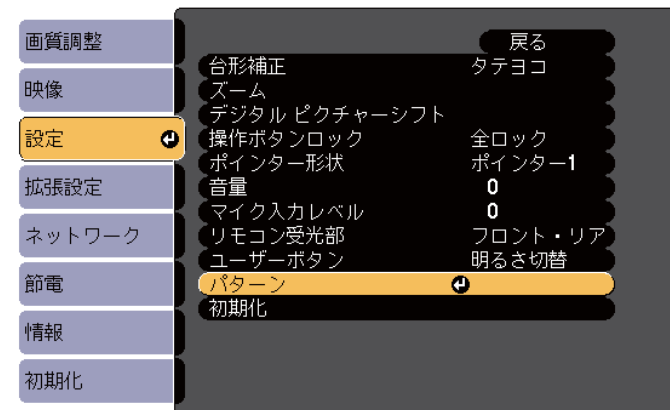 画質調整
映像
設定
拡張設定
ネットワーク
節電
情報
初期化
戻る
台形補正 タテヨコ
ズーム
デジタル ピクチャーシフト
操作ボタンロック 全ロック
ポインター形状 ポインター1
音量 0
マイク入力レベル 0
リモコン受光部 フロント・リア
ユーザーボタン 明るさ切替
パターン
初期化